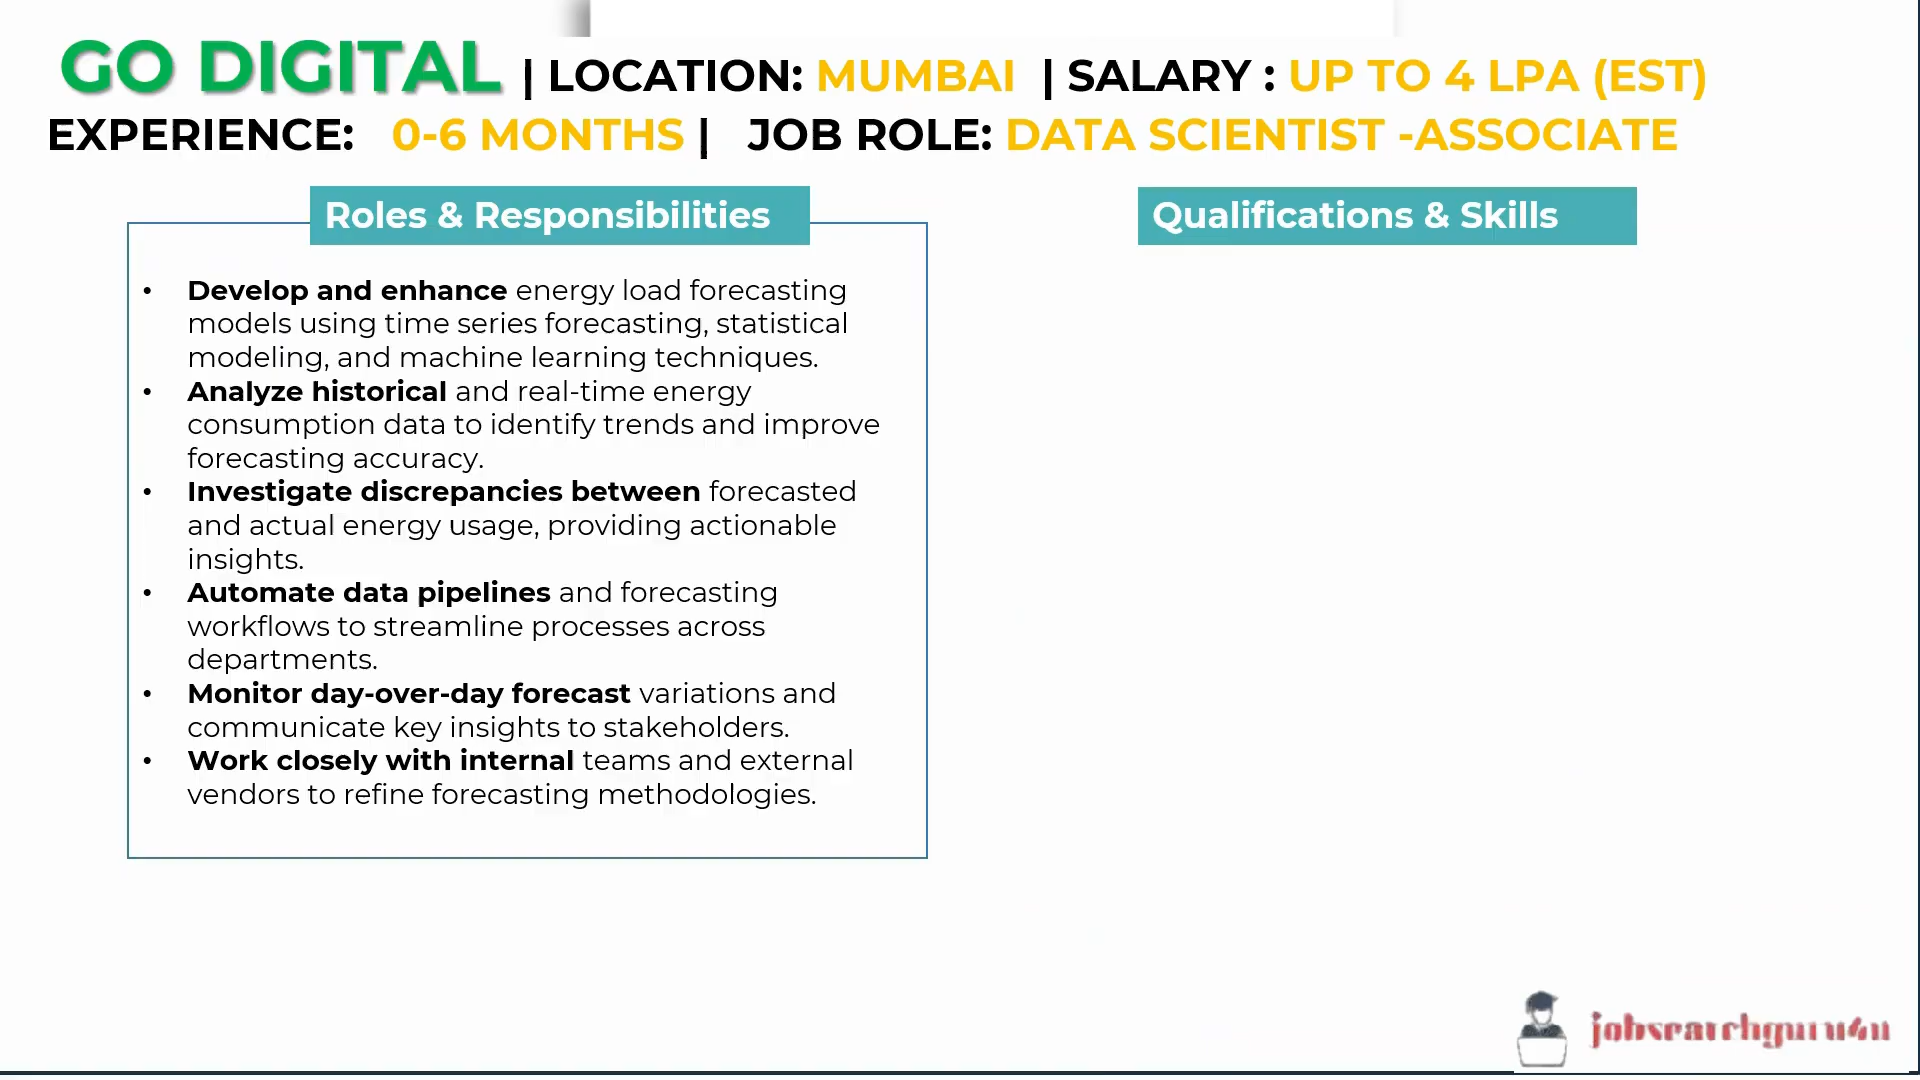 GO DIGITAL | LOCATION: MUMBAI | SALARY : UP TO 4 LPA (EST)
EXPERIENCE: 0-6 MONTHS | JOB ROLE: DATA SCIENTIST -ASSOCIATE
Roles & Responsibilities
• Develop and enhance energy load forecasting
models using time series forecasting, statistical
modeling, and machine learning techniques.
• Analyze historical and real-time energy
consumption data to identify trends and improve
forecasting accuracy.
• Investigate discrepancies between forecasted
and actual energy usage, providing actionable
insights.
• Automate data pipelines and forecasting
workflows to streamline processes across
departments.
• Monitor day-over-day forecast variations and
communicate key insights to stakeholders.
• Work closely with internal teams and external
vendors to refine forecasting methodologies.
Qualifications & Skills
jobsearchguru4u